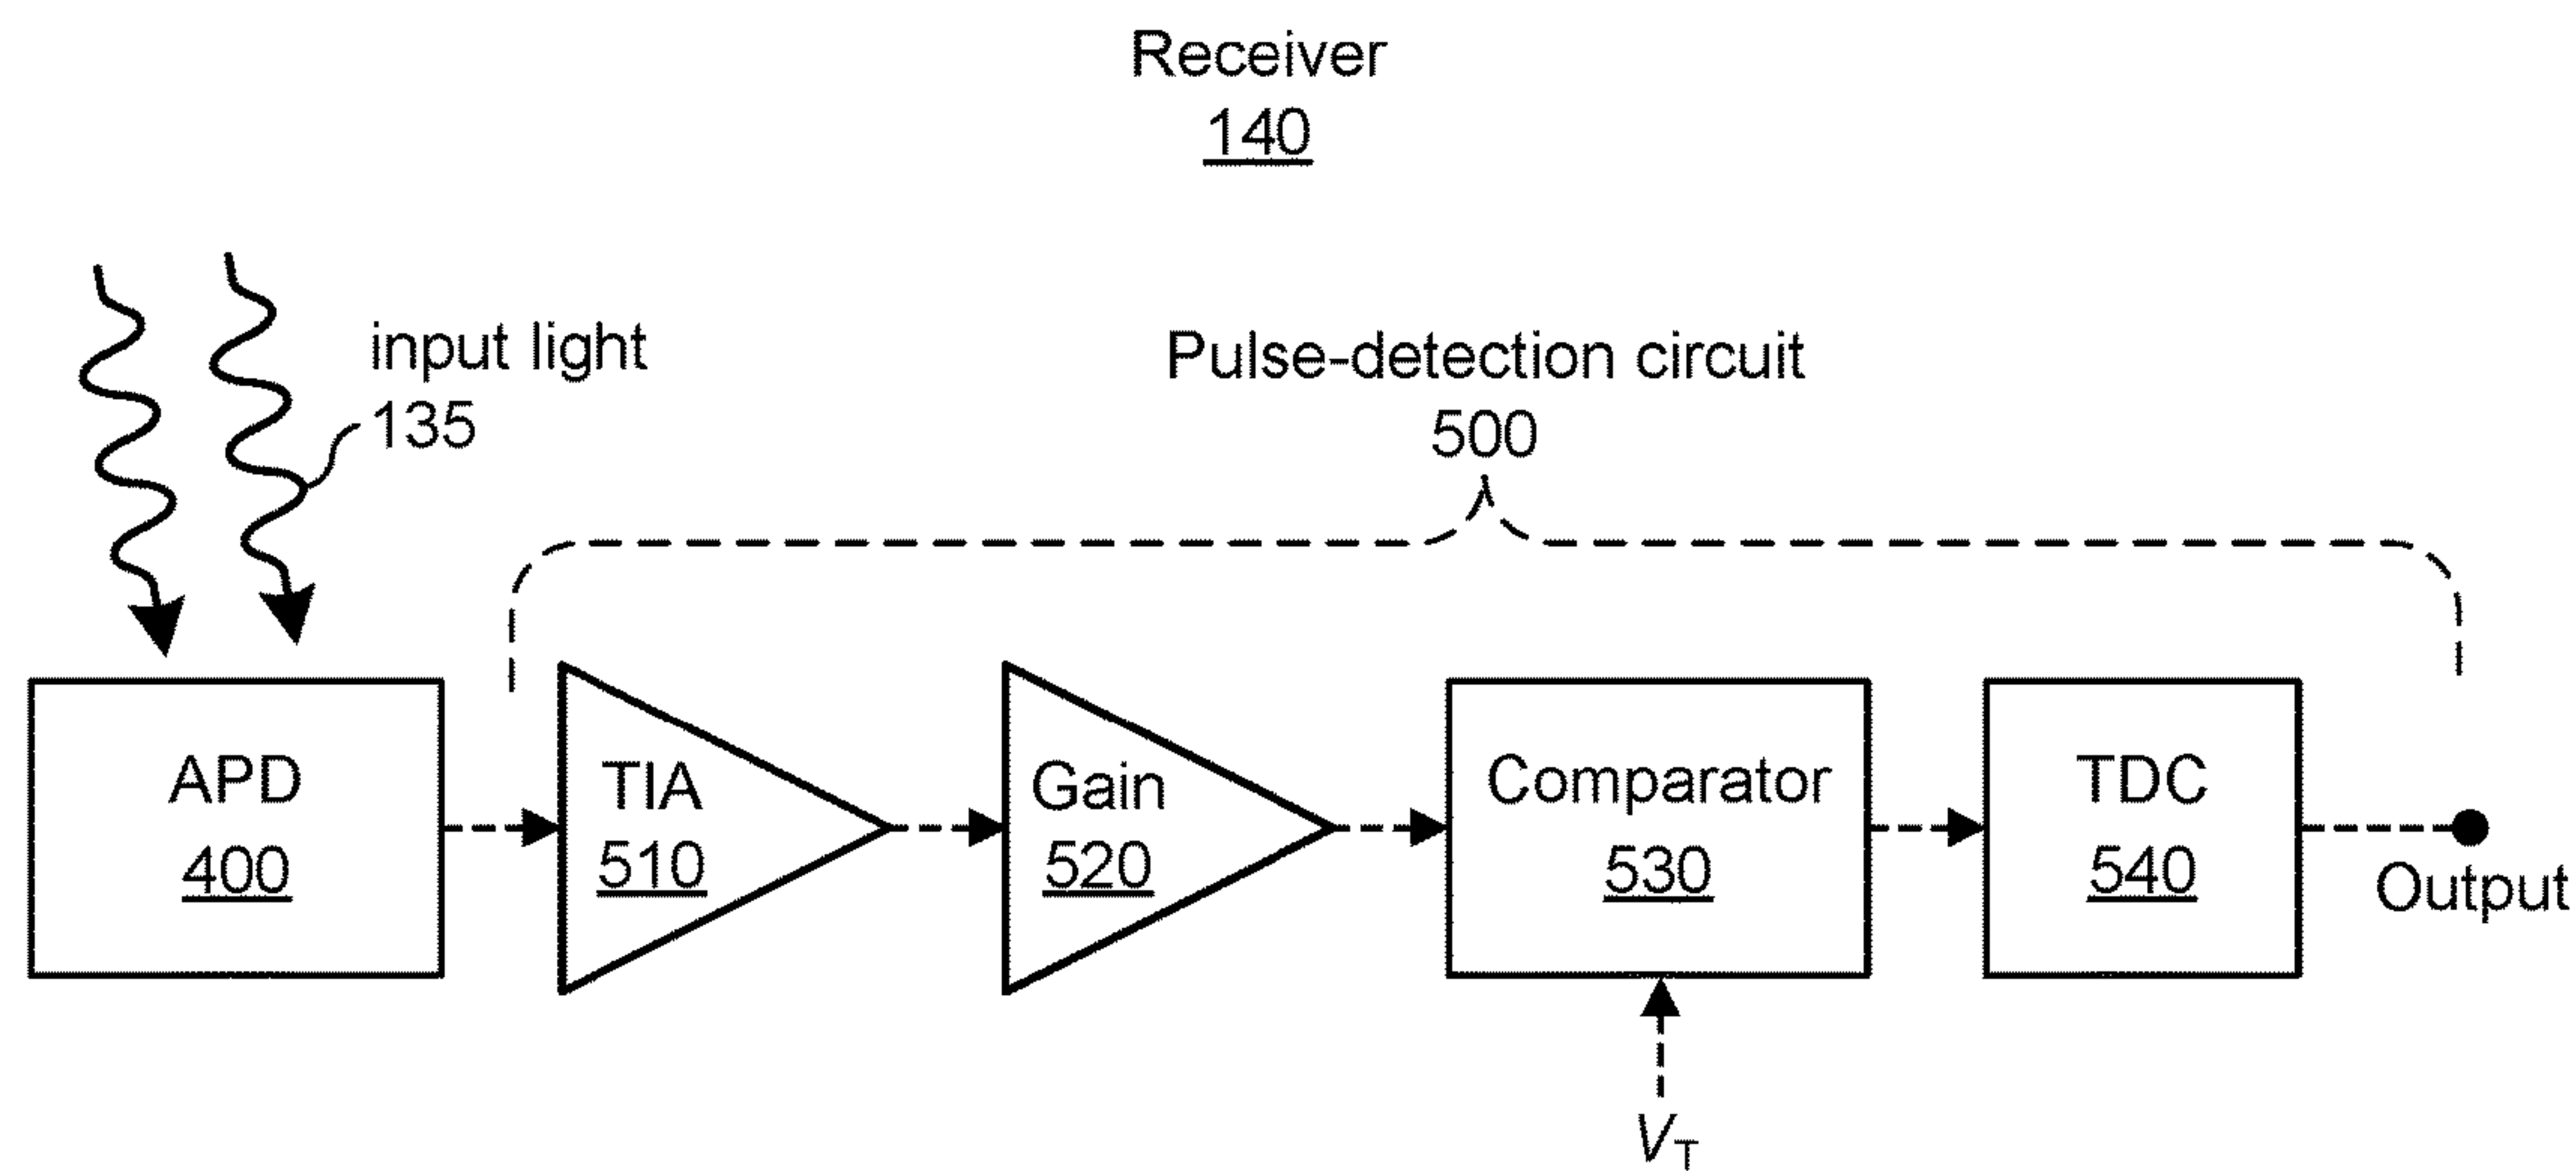 Receiver
140
input light
135
Pulse-detection circuit
500
APD
400
TIA
510
Gain
520
Comparator
530
TDC
540
Output
VT